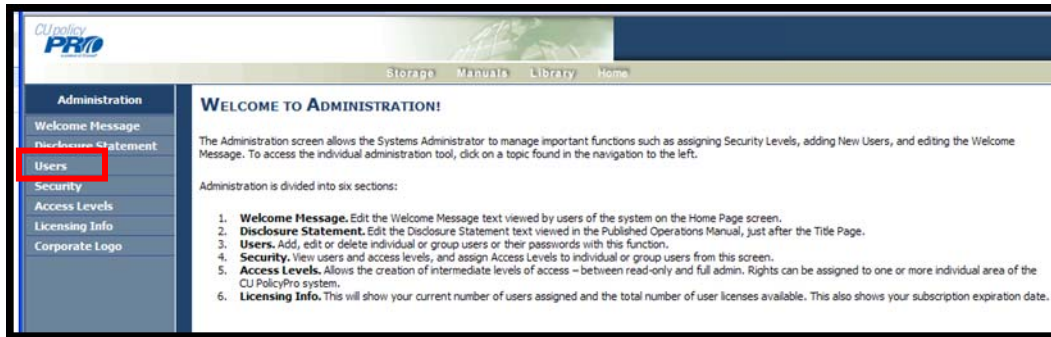 CU policy
PRO
Storage Manuals Library Home
Administration
Welcome Message
Disclosure Statement
Users
Security
Access Levels
Licensing Info
Corporate Logo
WELCOME TO ADMINISTRATION!
The Administration screen allows the Systems Administrator to manage important functions such as assigning Security Levels, adding New Users, and editing the Welcome
Message. To access the individual administration tool, click on a topic found in the navigation to the left.
Administration is divided into six sections:
1. Welcome Message. Edit the Welcome Message text viewed by users of the system on the Home Page screen.
2. Disclosure Statement. Edit the Disclosure Statement text viewed in the Published Operations Manual, just after the Title Page.
3. Users. Add, edit or delete individual or group users or their passwords with this function.
4. Security. View users and access levels, and assign Access Levels to individual or group users from this screen.
5. Access Levels. Allows the creation of intermediate levels of access – between read-only and full admin. Rights can be assigned to one or more individual area of the
CU PolicyPro system.
6. Licensing Info. This will show your current number of users assigned and the total number of user licenses available. This also shows your subscription expiration date.